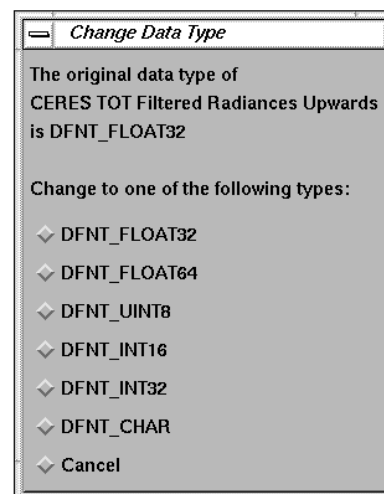 Change Data Type
The original data type of
CERES TOT Filtered Radiances Upwards
is DFNT_FLOAT32
Change to one of the following types:
DFNT_FLOAT32
DFNT_FLOAT64
DFNT_UINT8
DFNT_INT16
DFNT_INT32
DFNT_CHAR
Cancel